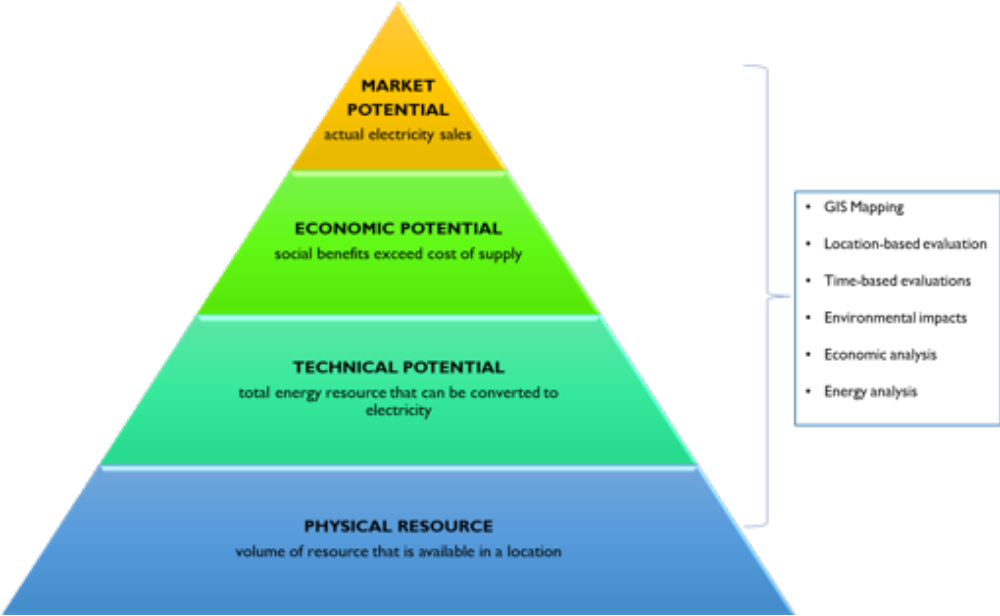 MARKET
POTENTIAL
actual electricity sales
ECONOMIC POTENTIAL
social benefits exceed cost of supply
TECHNICAL POTENTIAL
total energy resource that can be converted to
electricity
PHYSICAL RESOURCE
volume of resource that is available in a location
• GIS Mapping
• Location-based evaluation
• Time-based evaluations
• Environmental impacts
• Economic analysis
• Energy analysis